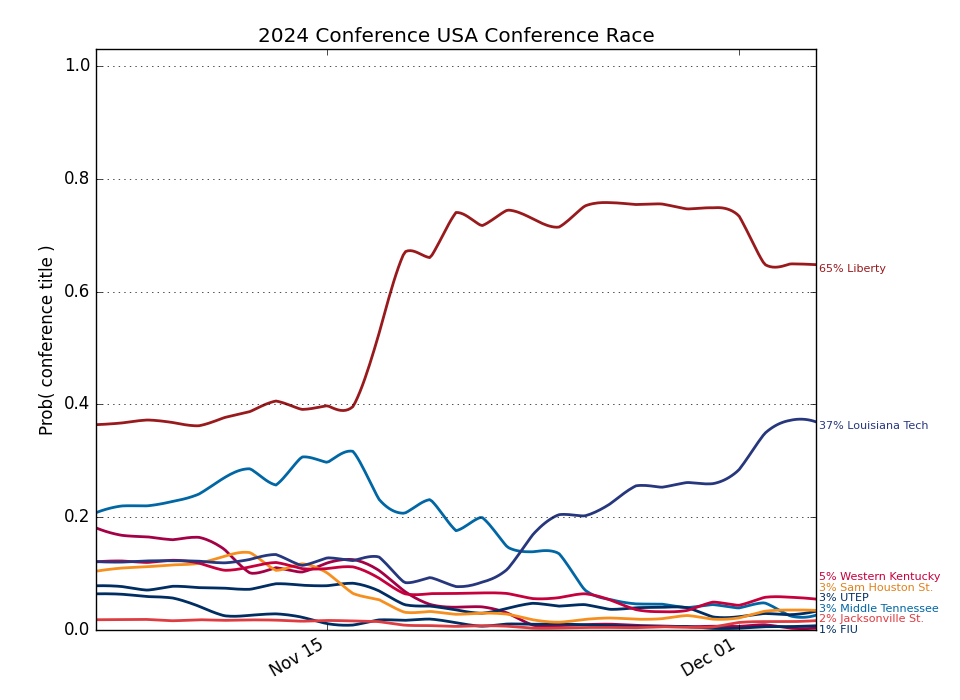 2024 Conference USA Conference Race
1.0
0.8
0.6
0.4
0.2
0.0
Prob( conference title )
Nov 15
Dec 01
65% Liberty
37% Louisiana Tech
5% Western Kentucky
3% Sam Houston St.
3% UTEP
3% Middle Tennessee
2% Jacksonville St.
1% FIU